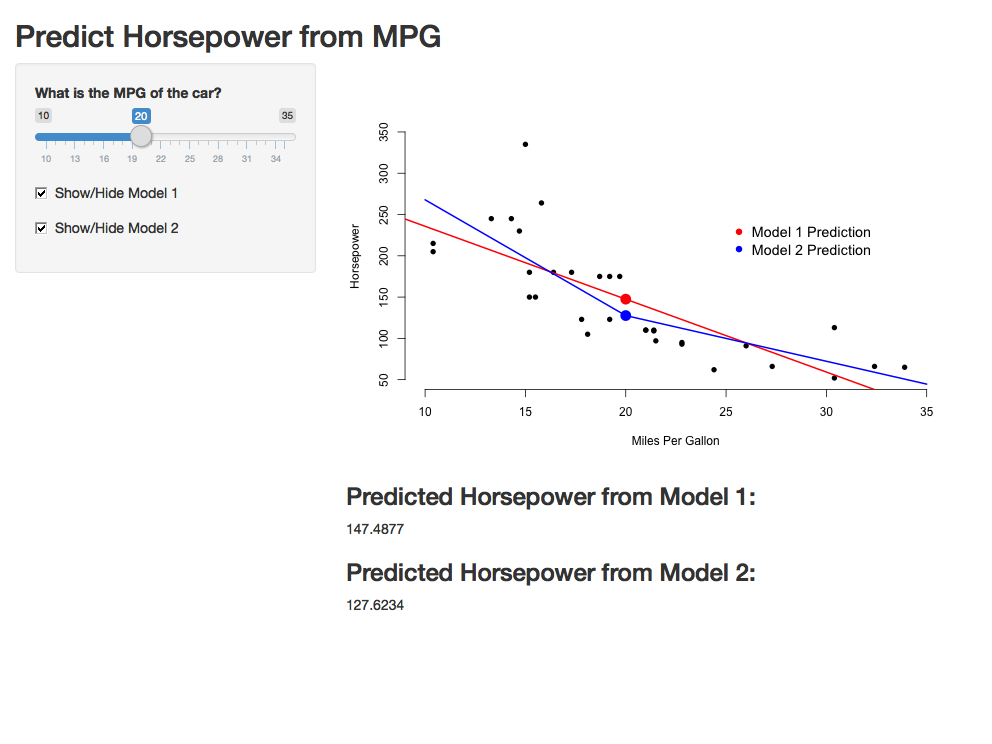 Predict Horsepower from MPG
What is the MPG of the car?
10 20 35
10 13 16 19 22 25 28 31 34
Show/Hide Model 1
Show/Hide Model 2
350
300
250
200
150
100
50
Horsepower
Model 1 Prediction
Model 2 Prediction
10 15 20 25 30 35
Miles Per Gallon
Predicted Horsepower from Model 1:
147.4877
Predicted Horsepower from Model 2:
127.6234